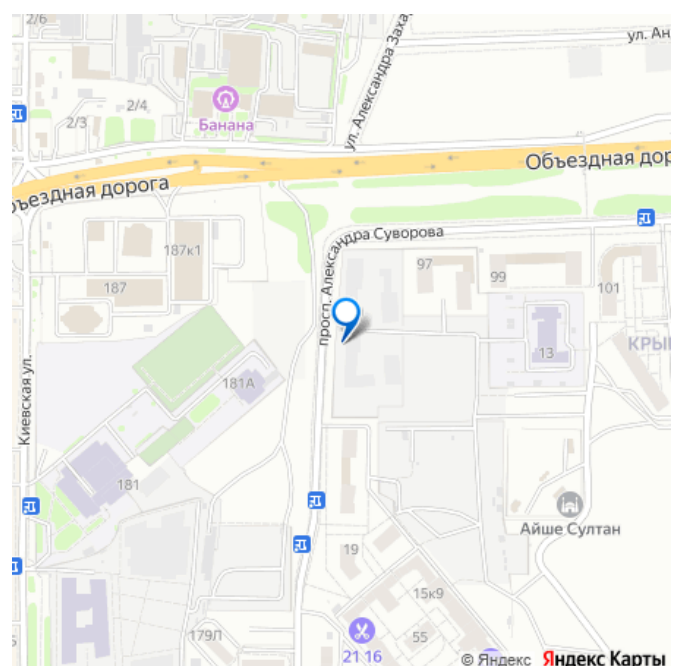 2/6
ул. Ан
2/4
2/3
Банана
ул. Александра Заха
Объездная дор
ъездная дорога
просп. Александра Суворова
187к1
187
97
99
101
КРЫ
13
181А
Киевская ул.
181
Айше Султан
19
15к9
179Л
55
21 16
© Яндекс Яндекс Карты